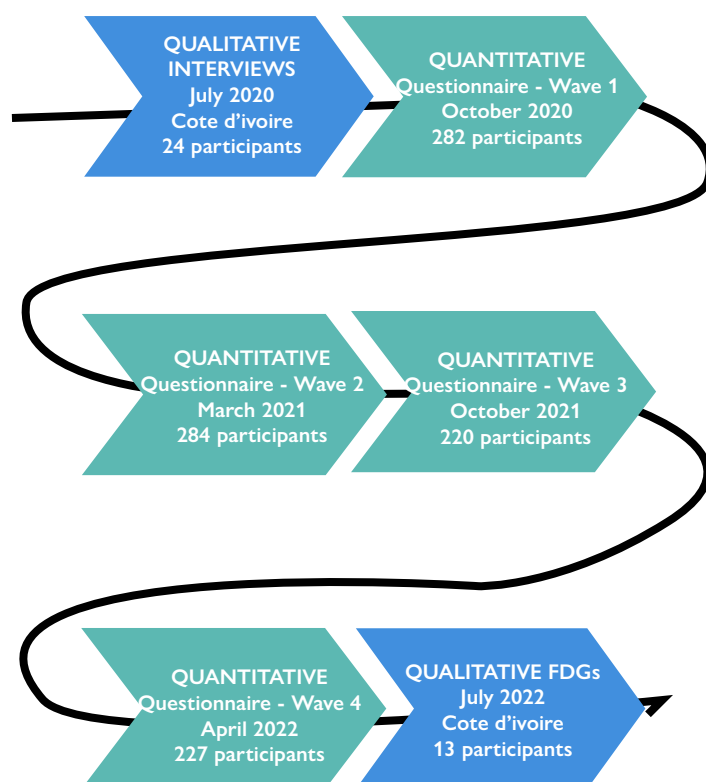 QUALITATIVE
INTERVIEWS
July 2020
Cote d'ivoire
24 participants
QUANTITATIVE
Questionnaire - Wave 1
October 2020
282 participants
QUANTITATIVE
Questionnaire - Wave 2
March 2021
284 participants
QUANTITATIVE
Questionnaire - Wave 3
October 2021
220 participants
QUANTITATIVE
Questionnaire - Wave 4
April 2022
227 participants
QUALITATIVE FDGs
July 2022
Cote d'ivoire
13 participants